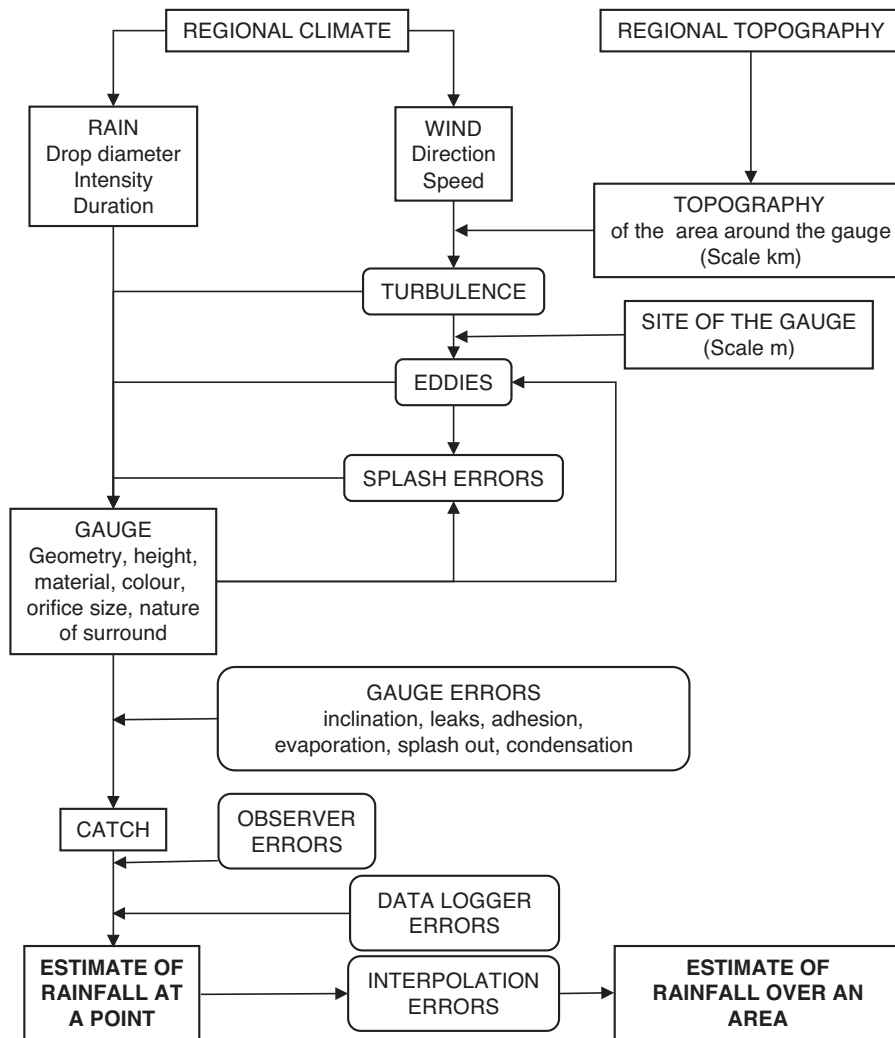 REGIONAL CLIMATE
REGIONAL TOPOGRAPHY
RAIN
Drop diameter
Intensity
Duration
WIND
Direction
Speed
TOPOGRAPHY
of the area around the gauge
(Scale km)
TURBULENCE
SITE OF THE GAUGE
(Scale m)
EDDIES
SPLASH ERRORS
GAUGE
Geometry, height,
material, colour,
orifice size, nature
of surround
GAUGE ERRORS
inclination, leaks, adhesion,
evaporation, splash out, condensation
CATCH
OBSERVER
ERRORS
DATA LOGGER
ERRORS
ESTIMATE OF
RAINFALL AT
A POINT
INTERPOLATION
ERRORS
ESTIMATE OF
RAINFALL OVER AN
AREA